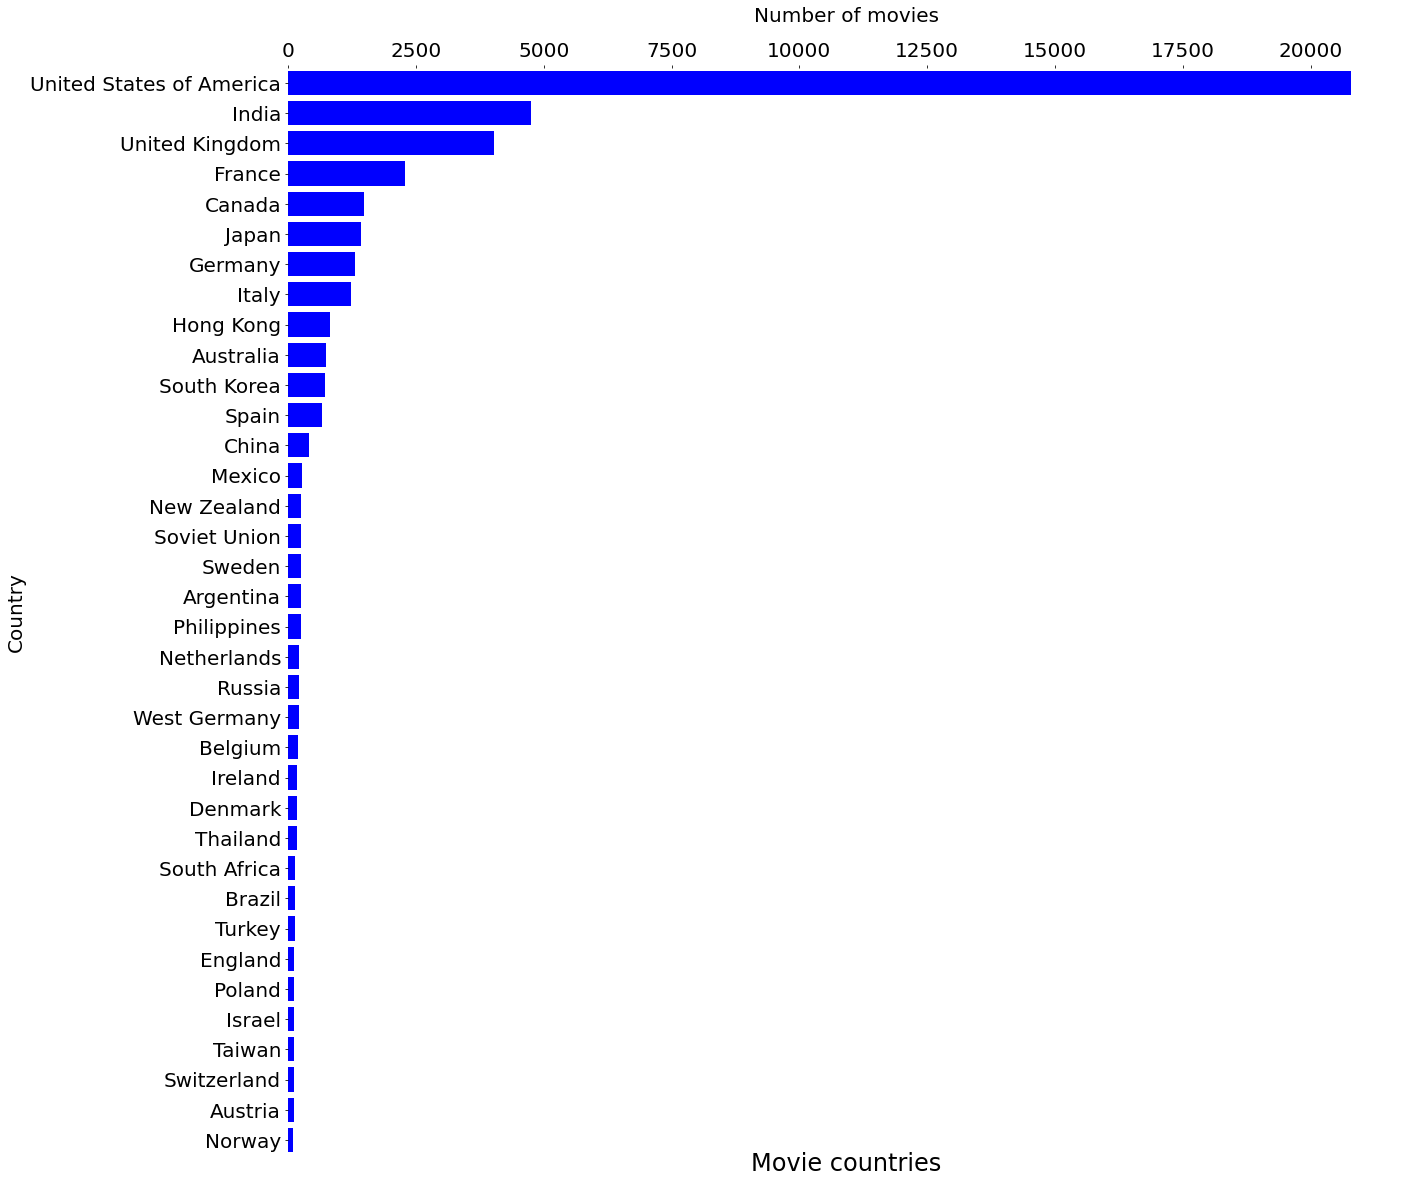 Number of movies
0 2500 5000 7500 10000 12500 15000 17500 20000
United States of America
India
United Kingdom
France
Canada
Japan
Germany
Italy
Hong Kong
Australia
South Korea
Spain
China
Mexico
New Zealand
Soviet Union
Sweden
Argentina
Philippines
Netherlands
Russia
West Germany
Belgium
Ireland
Denmark
Thailand
South Africa
Brazil
Turkey
England
Poland
Israel
Taiwan
Switzerland
Austria
Norway
Country
Movie countries